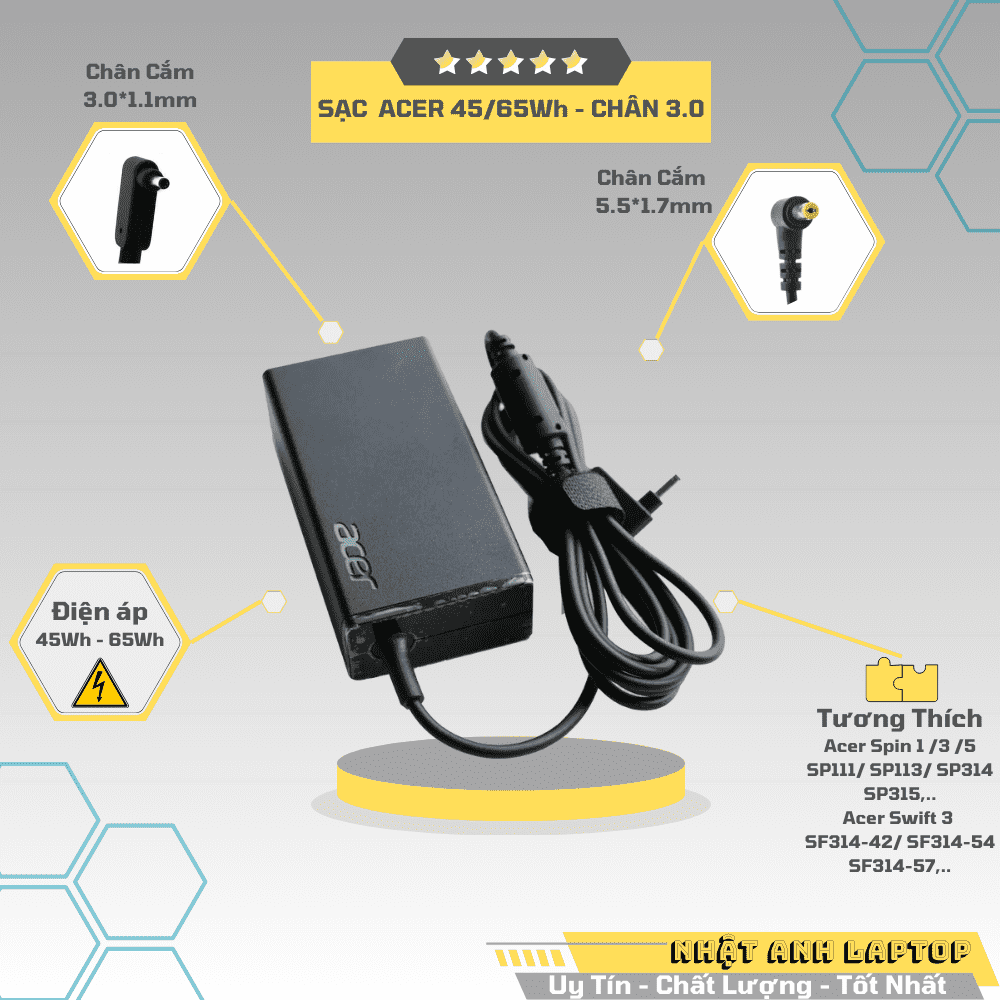 Chân Cắm
3.0*1.1mm
SẠC ACER 45/65Wh - CHÂN 3.0
Chân Cắm
5.5*1.7mm
acer
Điện áp
45Wh - 65Wh
Tương Thích
Acer Spin 1 /3 /5
SP111/ SP113/ SP314
SP315,..
Acer Swift 3
SF314-42/ SF314-54
SF314-57,..
NHẬT ANH LAPTOP
Uy Tín - Chất Lượng - Tốt Nhất